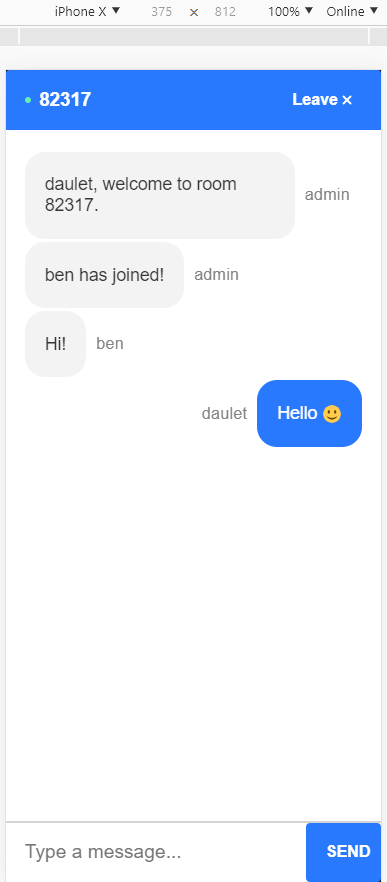 iPhone X ▼ 375 × 812 100% ▼ Online ▼
82317 Leave ×
daulet, welcome to room
82317.
admin
ben has joined! admin
Hi! ben
daulet Hello 🙂
Type a message... SEND